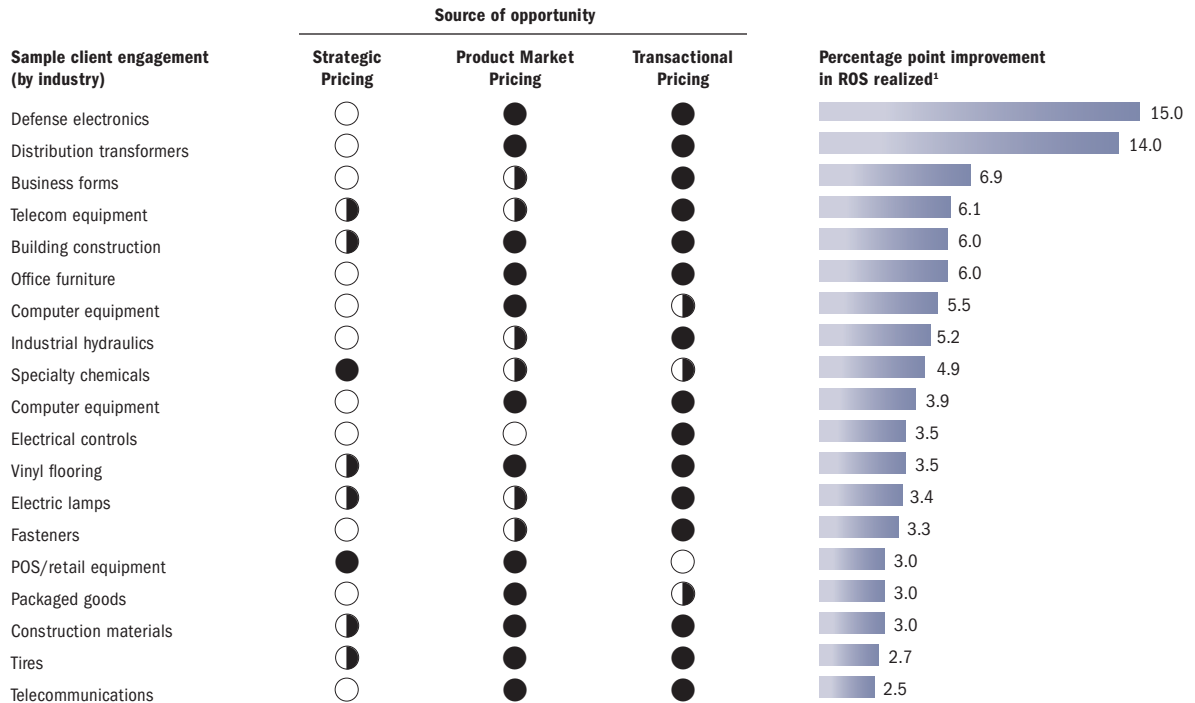 Source of opportunity
Sample client engagement
(by industry)
Strategic
Pricing
Product Market
Pricing
Transactional
Pricing
Percentage point improvement
in ROS realized¹
Defense electronics 15.0
Distribution transformers 14.0
Business forms 6.9
Telecom equipment 6.1
Building construction 6.0
Office furniture 6.0
Computer equipment 5.5
Industrial hydraulics 5.2
Specialty chemicals 4.9
Computer equipment 3.9
Electrical controls 3.5
Vinyl flooring 3.5
Electric lamps 3.4
Fasteners 3.3
POS/retail equipment 3.0
Packaged goods 3.0
Construction materials 3.0
Tires 2.7
Telecommunications 2.5